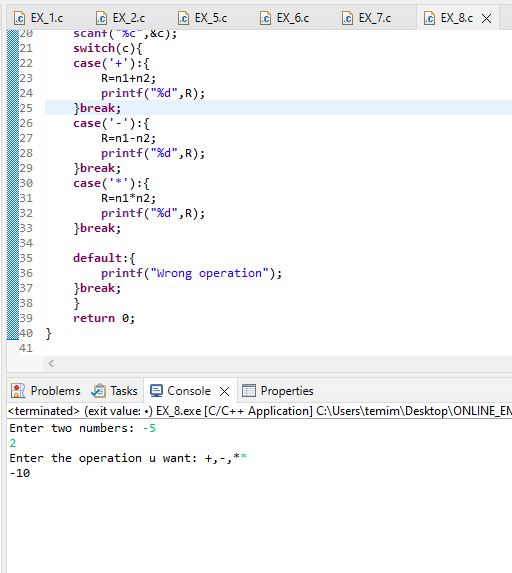 EX_1.c EX_2.c EX_5.c EX_6.c EX_7.c EX_8.c
20 scanf("%c",&c);
21 switch(c){
22 case('+'):{
23 R=n1+n2;
24 printf("%d",R);
25 }break;
26 case('-'):{
27 R=n1-n2;
28 printf("%d",R);
29 }break;
30 case('*'):{
31 R=n1*n2;
32 printf("%d",R);
33 }break;
34
35 default:{
36 printf("Wrong operation");
37 }break;
38 }
39 return 0;
40 }
41
Problems Tasks Console Properties
<terminated> (exit value: •) EX_8.exe [C/C++ Application] C:\Users\temim\Desktop\ONLINE_EM
Enter two numbers: -5
2
Enter the operation u want: +,-,**
-10